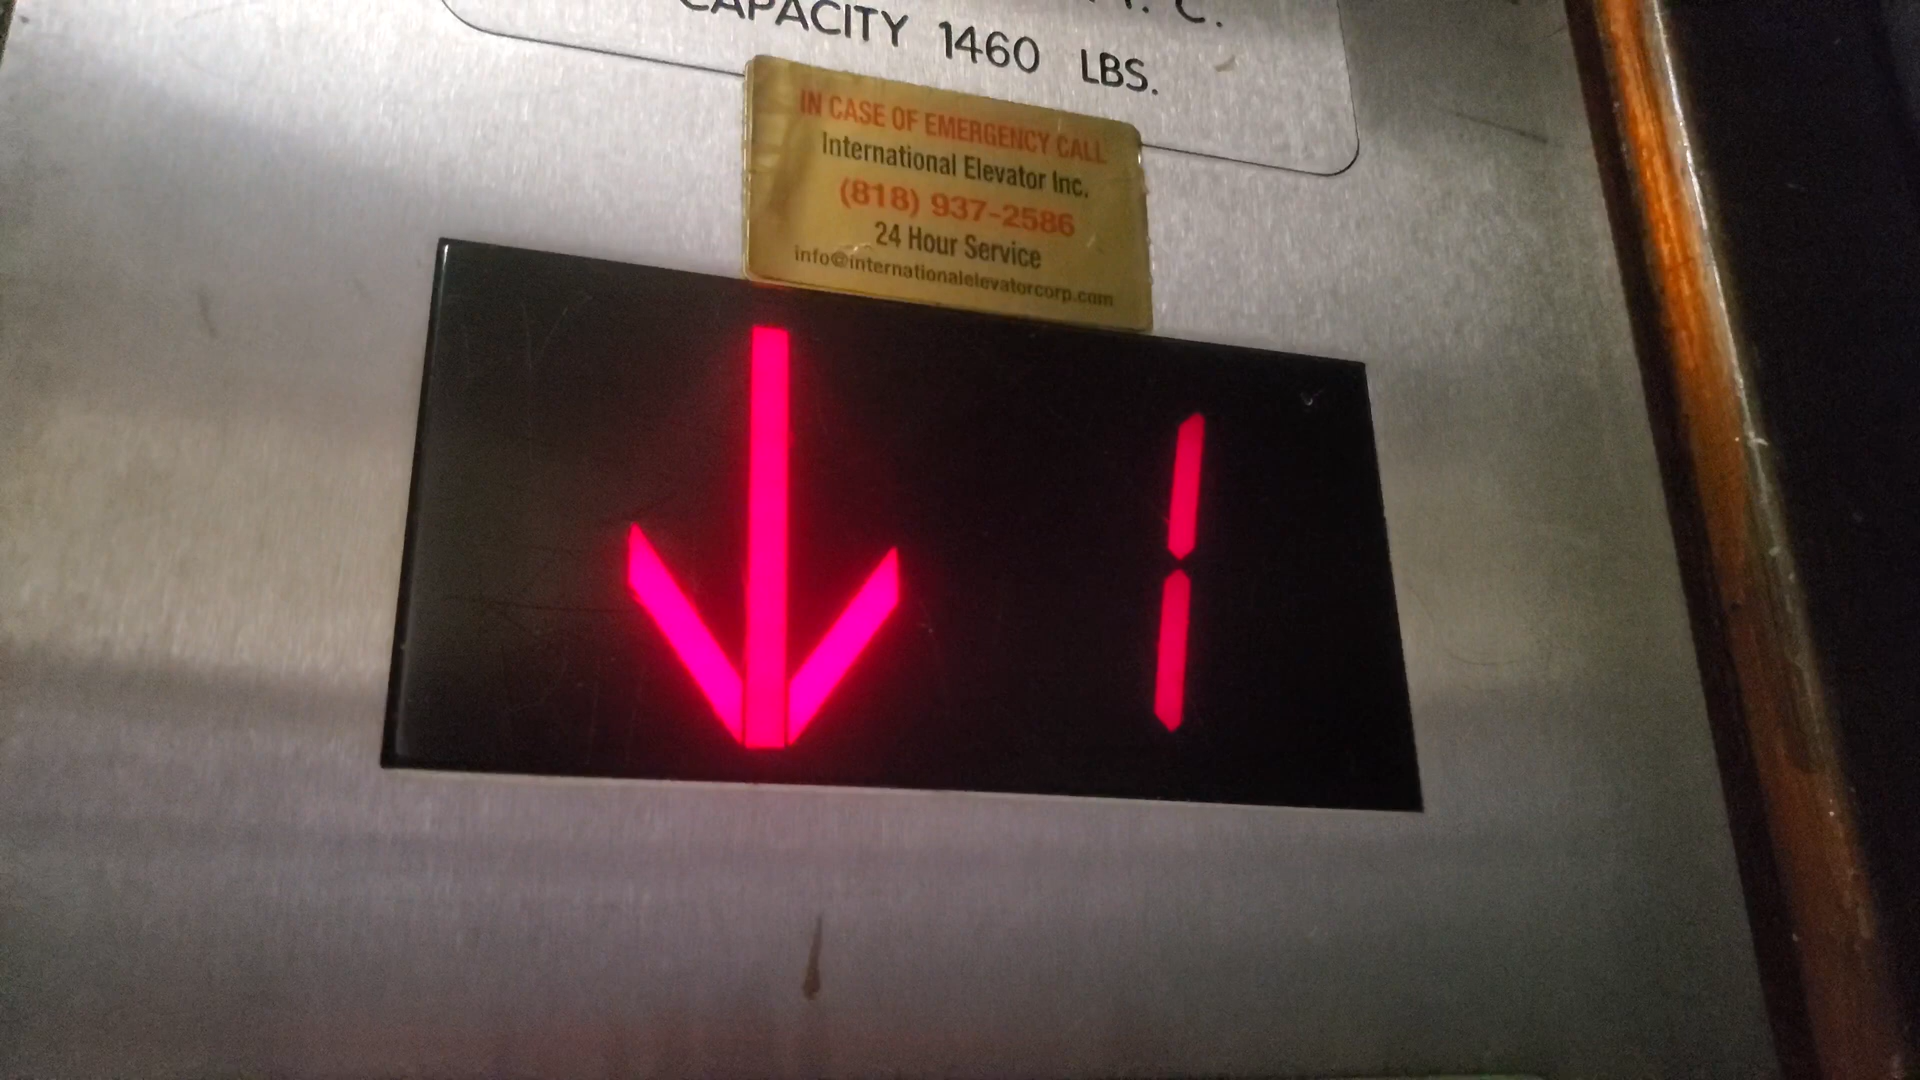 C.
CAPACITY 1460 LBS.
IN CASE OF EMERGENCY CALL
International Elevator Inc.
(818) 937-2586
24 Hour Service
info@internationalelevatorcorp.com
↓ 1